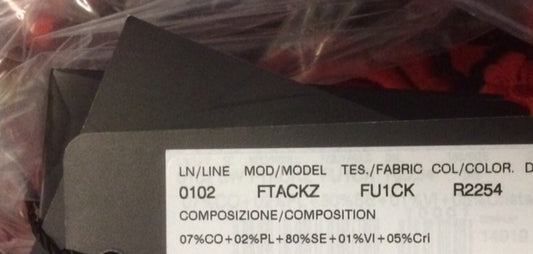 LN/LINE MOD/MODEL TES./FABRIC COL/COLOR. D
0102 FTACKZ FU1CK R2254
COMPOSIZIONE/COMPOSITION
07%CO+02%PL+80%SE+01%VI+05%Cri